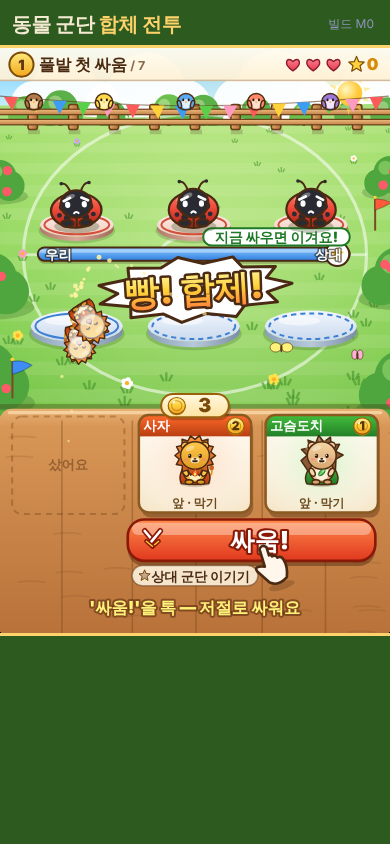 동물 군단 합체 전투
빌드 M0
1 풀밭 첫 싸움 / 7
0
지금 싸우면 이겨요!
우리
상대
빵! 합체!
3
샀어요
사자 2
고슴도치 1
앞 · 막기
앞 · 막기
싸움!
상대 군단 이기기
'싸움!'을 톡 — 저절로 싸워요